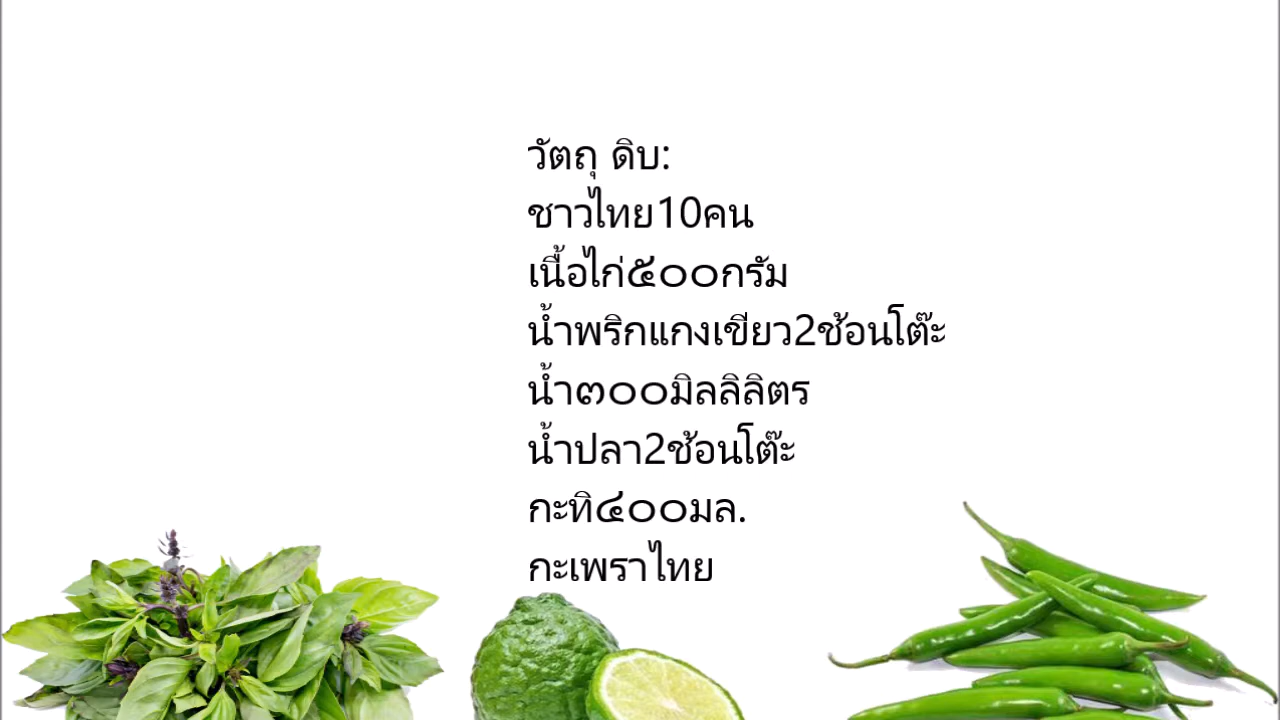 วัตถุ ดิบ:
ชาวไทย10คน
เนื้อไก่๕๐๐กรัม
น้ำพริกแกงเขียว2ช้อนโต๊ะ
น้ำ๓๐๐มิลลิลิตร
น้ำปลา2ช้อนโต๊ะ
กะทิ๔๐๐มล.
กะเพราไทย